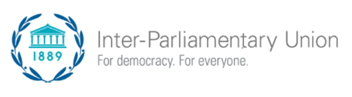 1889
Inter-Parliamentary Union
For democracy. For everyone.